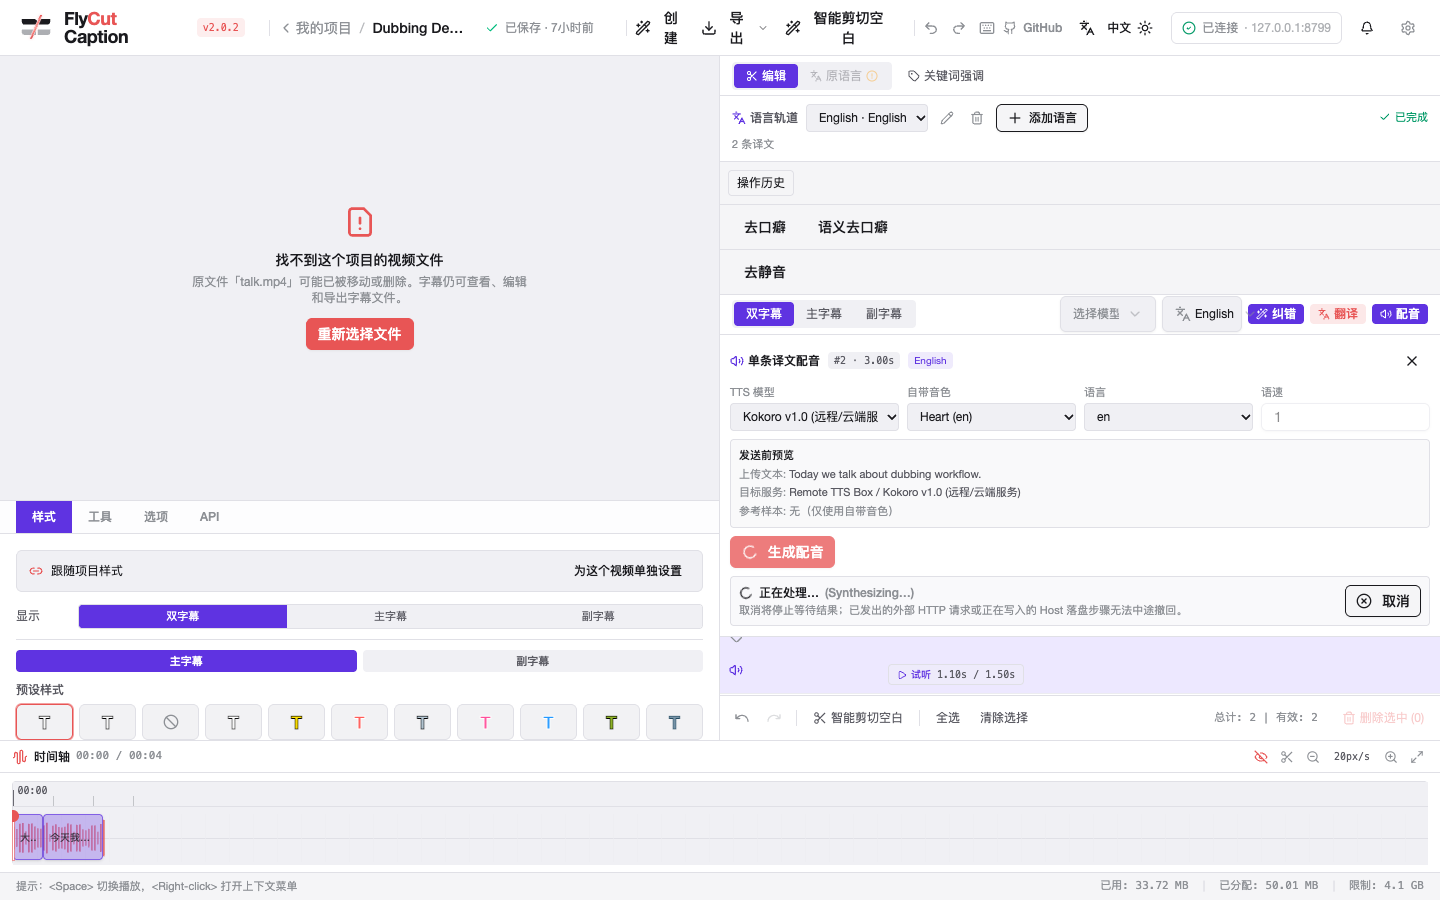 FlyCut
Caption
v2.0.2
我的项目 / Dubbing De...
已保存 · 7小时前
创建
导出
智能剪切空白
GitHub
中文
已连接 · 127.0.0.1:8799
找不到这个项目的视频文件
原文件「talk.mp4」可能已被移动或删除。字幕仍可查看、编辑
和导出字幕文件。
重新选择文件
样式 工具 选项 API
跟随项目样式
为这个视频单独设置
显示 双字幕 主字幕 副字幕
主字幕 副字幕
预设样式
T T T T T T T T T T
编辑 原语言 关键词强调
语言轨道 English · English 添加语言 已完成
2 条译文
操作历史
去口癖 语义去口癖
去静音
双字幕 主字幕 副字幕 选择模型 English 纠错 翻译 配音
单条译文配音 #2 · 3.00s English
TTS 模型 自带音色 语言 语速
Kokoro v1.0 (远程/云端服 Heart (en) en 1
发送前预览
上传文本: Today we talk about dubbing workflow.
目标服务: Remote TTS Box / Kokoro v1.0 (远程/云端服务)
参考样本: 无（仅使用自带音色）
生成配音
正在处理... (Synthesizing...)
取消将停止等待结果；已发出的外部 HTTP 请求或正在写入的 Host 落盘步骤无法中途撤回。
取消
试听 1.10s / 1.50s
智能剪切空白 全选 清除选择 总计: 2 | 有效: 2 删除选中 (0)
时间轴 00:00 / 00:04 20px/s
00:00
大... 今天我...
提示: <Space> 切换播放，<Right-click> 打开上下文菜单
已用: 33.72 MB 已分配: 50.01 MB 限制: 4.1 GB